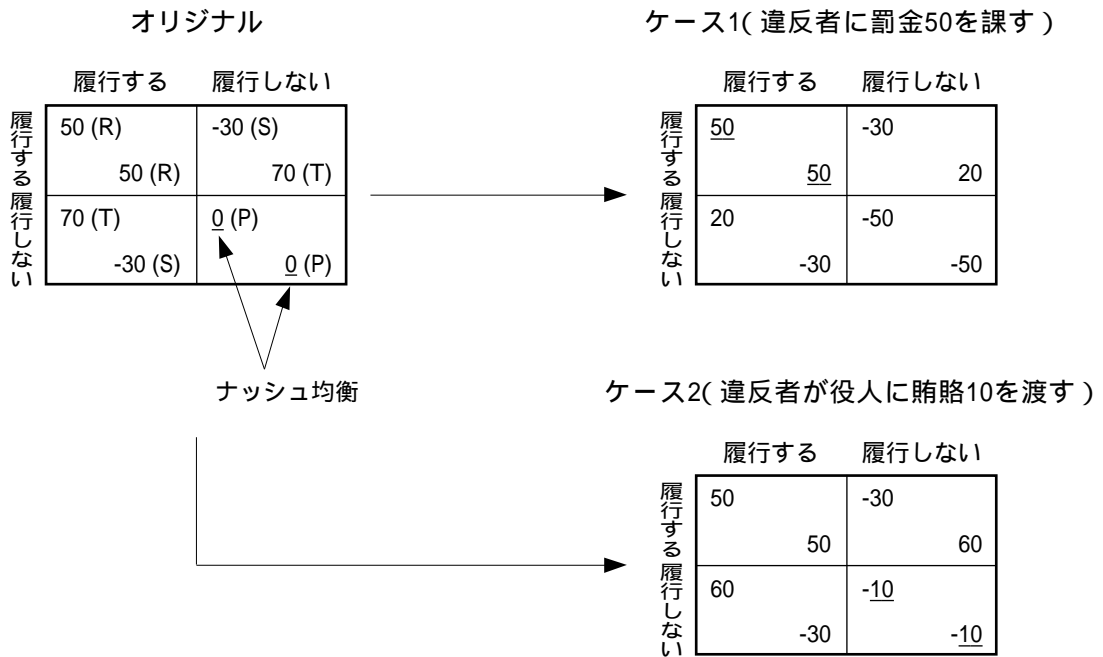 オリジナル
履行する 履行しない
履行する
履行しない
50 (R) -30 (S)
50 (R) 70 (T)
70 (T) 0 (P)
-30 (S) 0 (P)
ナッシュ均衡
ケース1(違反者に罰金50を課す)
履行する 履行しない
履行する
履行しない
50 -30
50 20
20 -50
-30 -50
ケース2(違反者が役人に賄賂10を渡す)
履行する 履行しない
履行する
履行しない
50 -30
50 60
60 -10
-30 -10